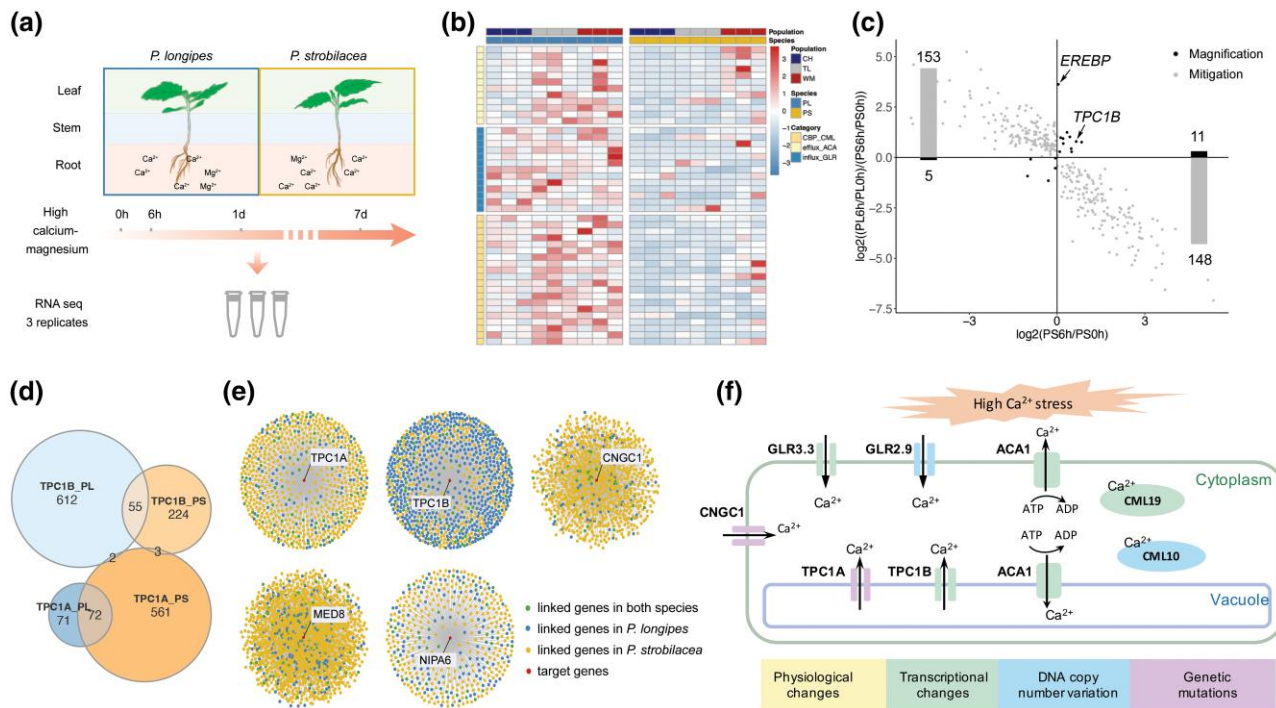 (a)
P. longipes
P. strobilacea
Leaf
Stem
Root
Ca²⁺
Ca²⁺
Mg²⁺
Ca²⁺
Ca²⁺
Mg²⁺
Mg²⁺
Ca²⁺
Ca²⁺
Ca²⁺
Ca²⁺
High
calcium-
magnesium
0h
6h
1d
7d
RNA seq
3 replicates
(b)
Population
Species
Population
CH
TL
WM
Species
PL
PS
Category
CBP_CML
efflux_ACA
influx_GLR
3
2
1
0
−1
−2
−3
(c)
log2((PL6h/PL0h)/(PS6h/PS0h))
5.0
2.5
0.0
−2.5
−5.0
−7.5
153
5
EREBP
TPC1B
11
148
Magnification
Mitigation
−3
0
3
log2(PS6h/PS0h)
(d)
TPC1B_PL
612
55
TPC1B_PS
224
2
3
TPC1A_PL
71
72
TPC1A_PS
561
(e)
TPC1A
TPC1B
CNGC1
MED8
NIPA6
linked genes in both species
linked genes in P. longipes
linked genes in P. strobilacea
target genes
(f)
High Ca²⁺ stress
GLR3.3
GLR2.9
ACA1
Ca²⁺
Cytoplasm
Ca²⁺
Ca²⁺
ATP
ADP
Ca²⁺
CML19
CNGC1
Ca²⁺
ATP
ADP
Ca²⁺
CML10
Ca²⁺
Ca²⁺
TPC1A
TPC1B
ACA1
Ca²⁺
Vacuole
Physiological
changes
Transcriptional
changes
DNA copy
number variation
Genetic
mutations